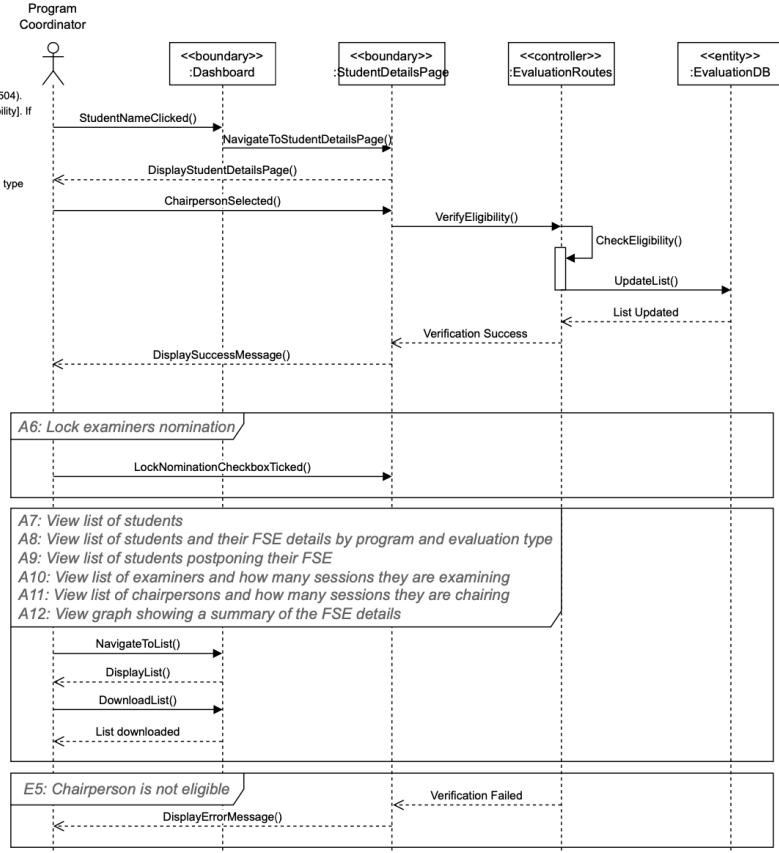 Program
Coordinator
<<boundary>>
:Dashboard
<<boundary>>
:StudentDetailsPage
<<controller>>
:EvaluationRoutes
<<entity>>
:EvaluationDB
504).
bility]. If
type
StudentNameClicked()
NavigateToStudentDetailsPage()
DisplayStudentDetailsPage()
ChairpersonSelected()
VerifyEligibility()
CheckEligibility()
UpdateList()
List Updated
Verification Success
DisplaySuccessMessage()
A6: Lock examiners nomination
LockNominationCheckboxTicked()
A7: View list of students
A8: View list of students and their FSE details by program and evaluation type
A9: View list of students postponing their FSE
A10: View list of examiners and how many sessions they are examining
A11: View list of chairpersons and how many sessions they are chairing
A12: View graph showing a summary of the FSE details
NavigateToList()
DisplayList()
DownloadList()
List downloaded
E5: Chairperson is not eligible
Verification Failed
DisplayErrorMessage()